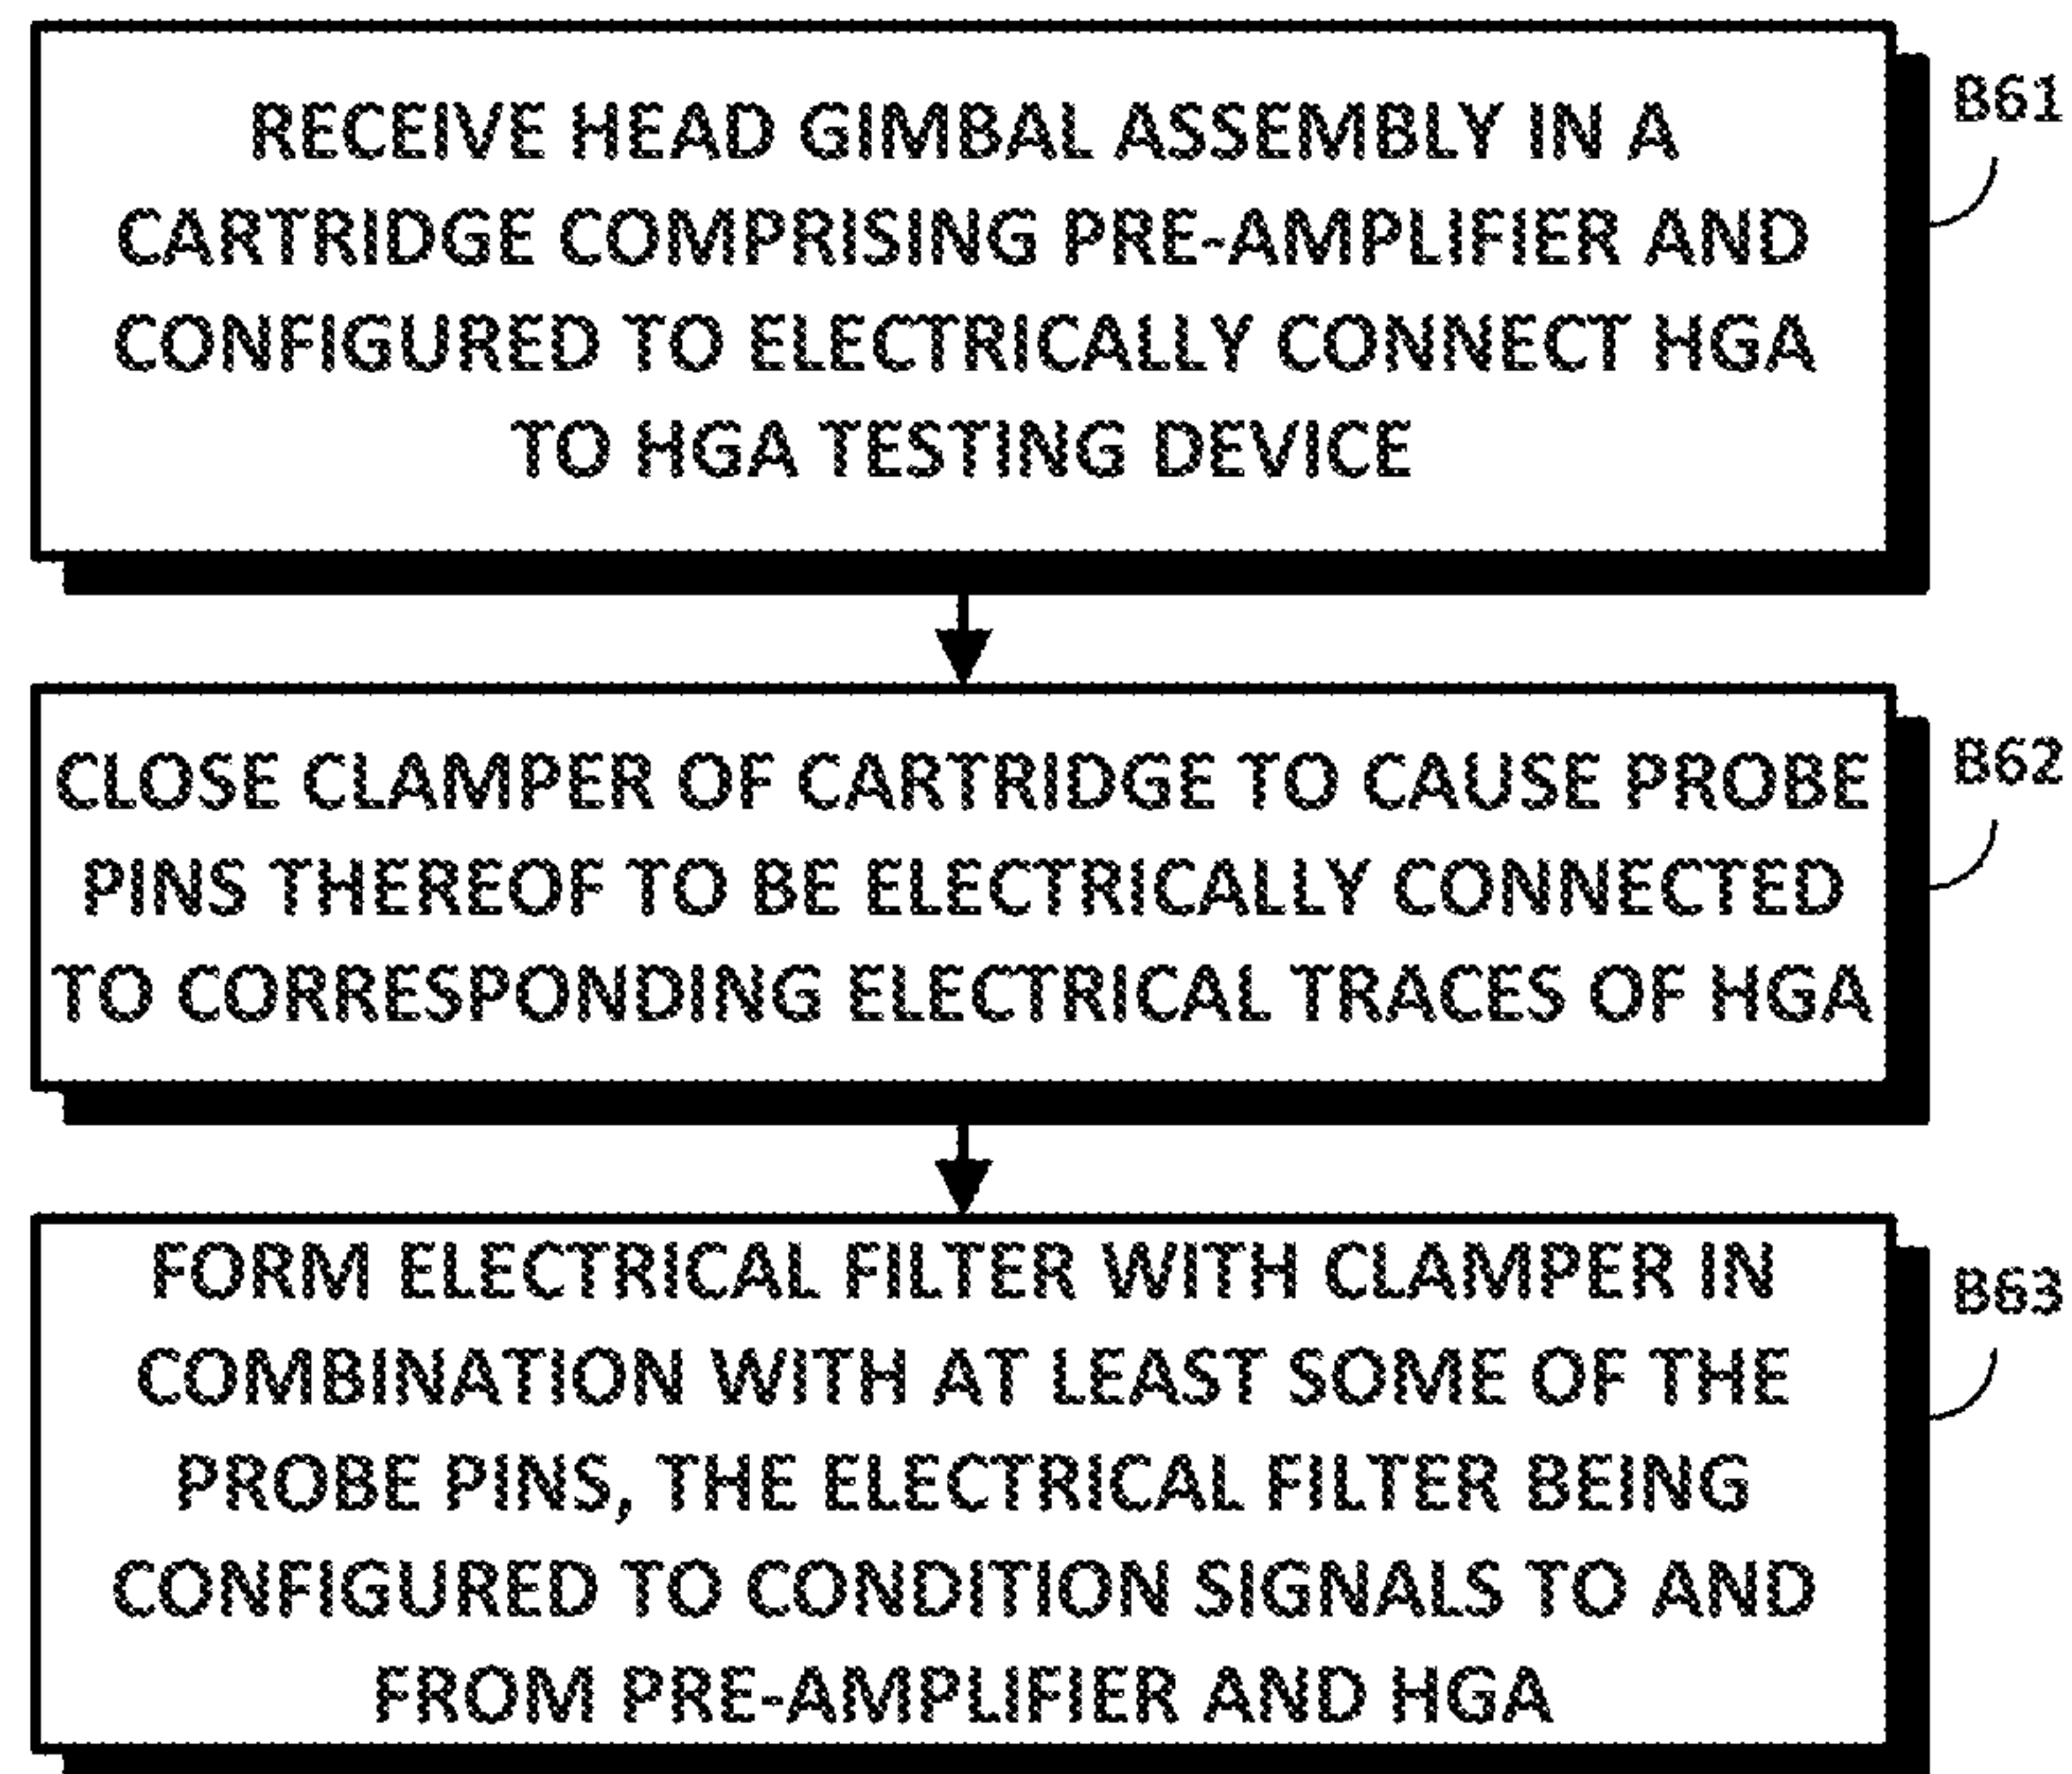 RECEIVE HEAD GIMBAL ASSEMBLY IN A
CARTRIDGE COMPRISING PRE-AMPLIFIER AND
CONFIGURED TO ELECTRICALLY CONNECT HGA
TO HGA TESTING DEVICE
B61
CLOSE CLAMPER OF CARTRIDGE TO CAUSE PROBE
PINS THEREOF TO BE ELECTRICALLY CONNECTED
TO CORRESPONDING ELECTRICAL TRACES OF HGA
B62
FORM ELECTRICAL FILTER WITH CLAMPER IN
COMBINATION WITH AT LEAST SOME OF THE
PROBE PINS, THE ELECTRICAL FILTER BEING
CONFIGURED TO CONDITION SIGNALS TO AND
FROM PRE-AMPLIFIER AND HGA
B63